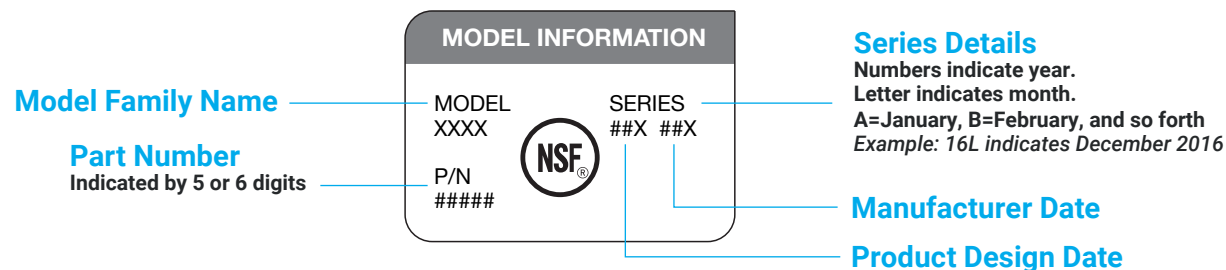 MODEL INFORMATION
Model Family Name
MODEL
XXXX
Part Number
Indicated by 5 or 6 digits
P/N
#####
NSF®
SERIES
##X ##X
Series Details
Numbers indicate year.
Letter indicates month.
A=January, B=February, and so forth
Example: 16L indicates December 2016
Manufacturer Date
Product Design Date